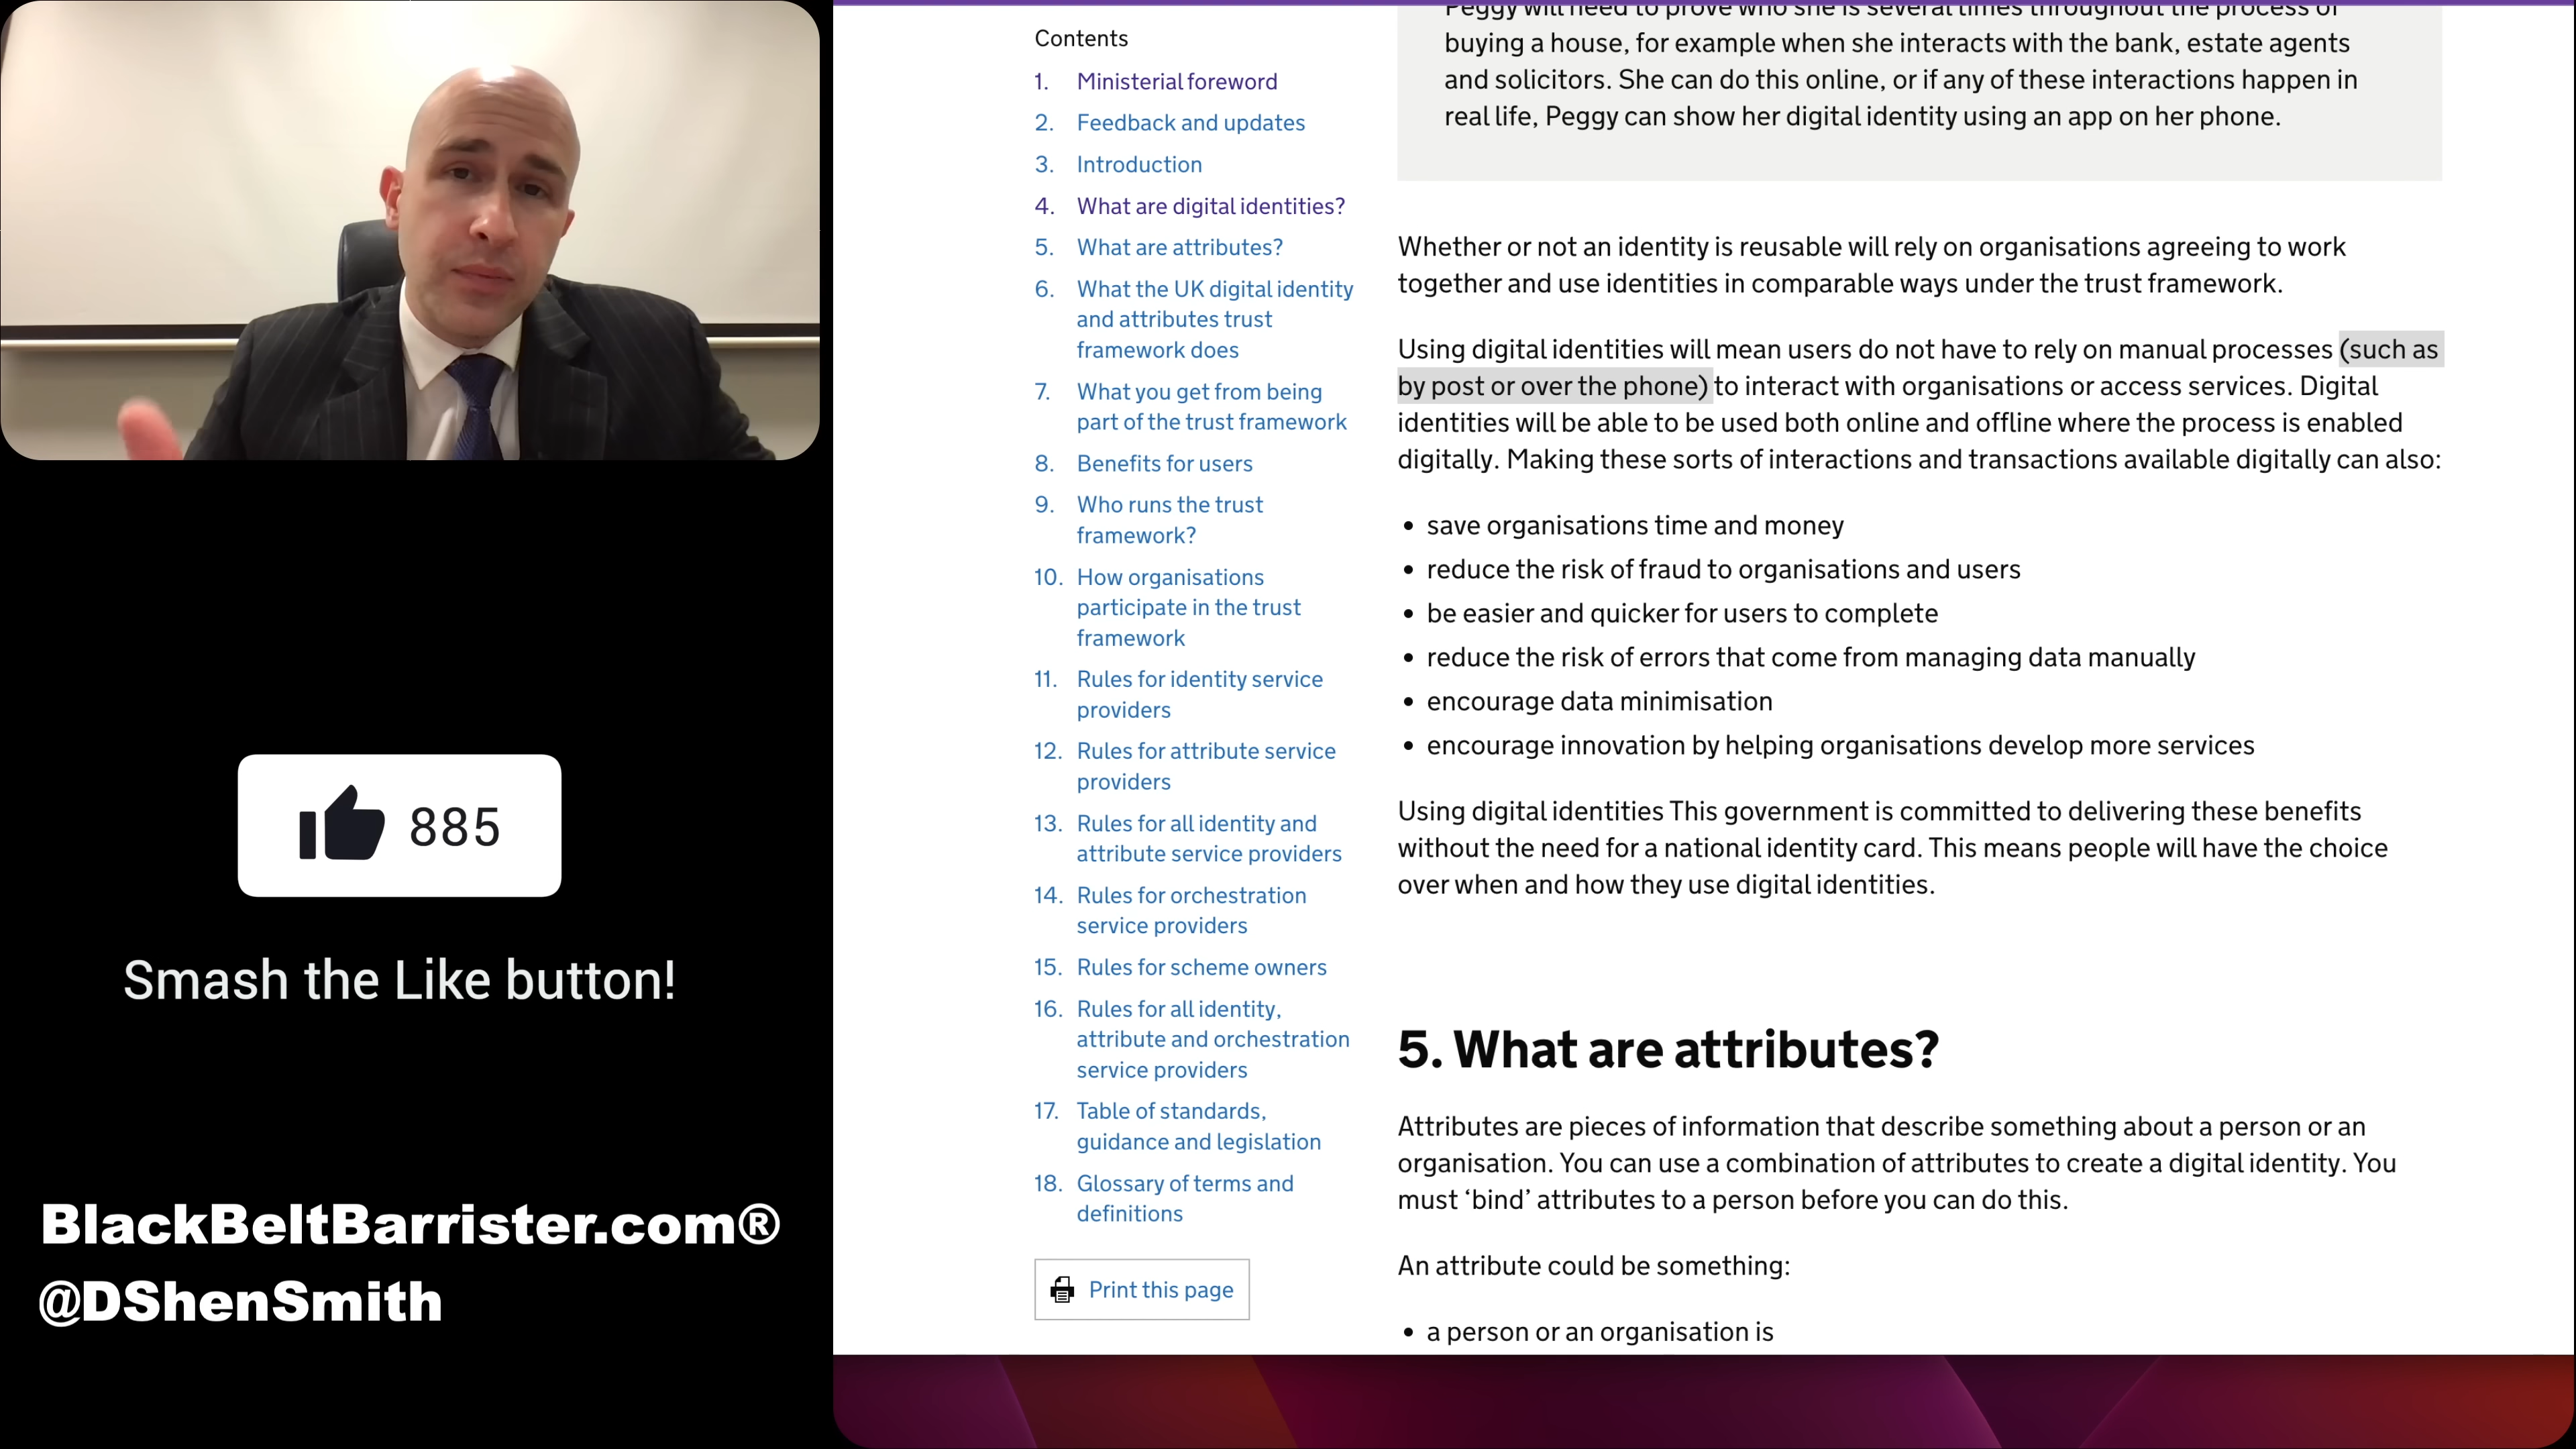 885
Smash the Like button!
BlackBeltBarrister.com®
@DShenSmith
Contents
1. Ministerial foreword
2. Feedback and updates
3. Introduction
4. What are digital identities?
5. What are attributes?
6. What the UK digital identity
and attributes trust
framework does
7. What you get from being
part of the trust framework
8. Benefits for users
9. Who runs the trust
framework?
10. How organisations
participate in the trust
framework
11. Rules for identity service
providers
12. Rules for attribute service
providers
13. Rules for all identity and
attribute service providers
14. Rules for orchestration
service providers
15. Rules for scheme owners
16. Rules for all identity,
attribute and orchestration
service providers
17. Table of standards,
guidance and legislation
18. Glossary of terms and
definitions
Print this page
Peggy will need to prove who she is several times throughout the process of
buying a house, for example when she interacts with the bank, estate agents
and solicitors. She can do this online, or if any of these interactions happen in
real life, Peggy can show her digital identity using an app on her phone.
Whether or not an identity is reusable will rely on organisations agreeing to work
together and use identities in comparable ways under the trust framework.
Using digital identities will mean users do not have to rely on manual processes (such as
by post or over the phone) to interact with organisations or access services. Digital
identities will be able to be used both online and offline where the process is enabled
digitally. Making these sorts of interactions and transactions available digitally can also:
• save organisations time and money
• reduce the risk of fraud to organisations and users
• be easier and quicker for users to complete
• reduce the risk of errors that come from managing data manually
• encourage data minimisation
• encourage innovation by helping organisations develop more services
Using digital identities This government is committed to delivering these benefits
without the need for a national identity card. This means people will have the choice
over when and how they use digital identities.
5. What are attributes?
Attributes are pieces of information that describe something about a person or an
organisation. You can use a combination of attributes to create a digital identity. You
must ‘bind’ attributes to a person before you can do this.
An attribute could be something:
• a person or an organisation is